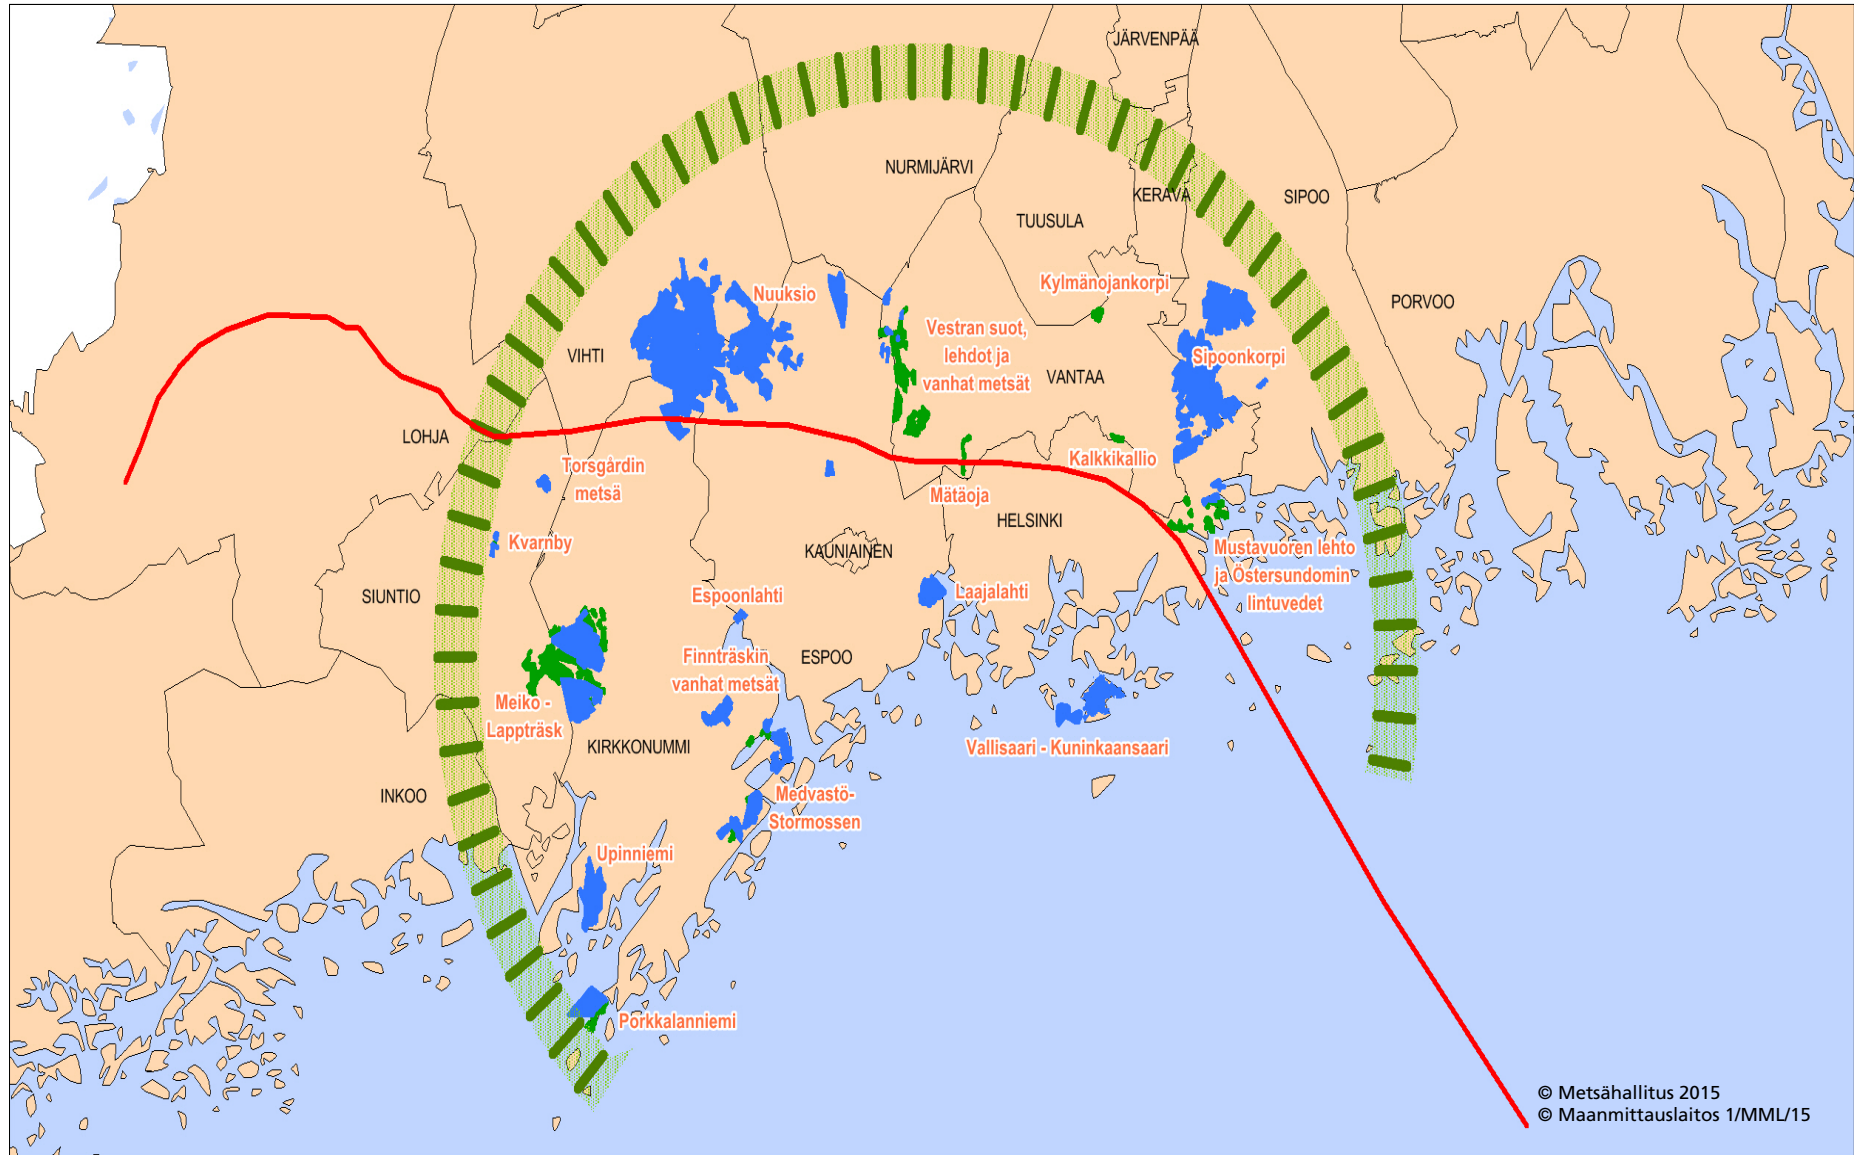 JÄRVENPÄÄ
NURMIJÄRVI
KERAVA
SIPOO
TUUSULA
Kylmänojankorpi
Nuuksio
PORVOO
Vestran suot,
lehdot ja
vanhat metsät
VIHTI
Sipoonkorpi
VANTAA
LOHJA
Torsgårdin
metsä
Kalkkikallio
Mätäoja
HELSINKI
Kvarnby
KAUNIAINEN
Mustavuoren lehto
ja Östersundomin
lintuvedet
SIUNTIO
Espoonlahti
Laajalahti
Finnträskin
vanhat metsät
ESPOO
Meiko -
Lappträsk
KIRKKONUMMI
Vallisaari - Kuninkaansaari
INKOO
Medvastö-
Stormossen
Upinniemi
Porkkalanniemi
© Metsähallitus 2015
© Maanmittauslaitos 1/MML/15